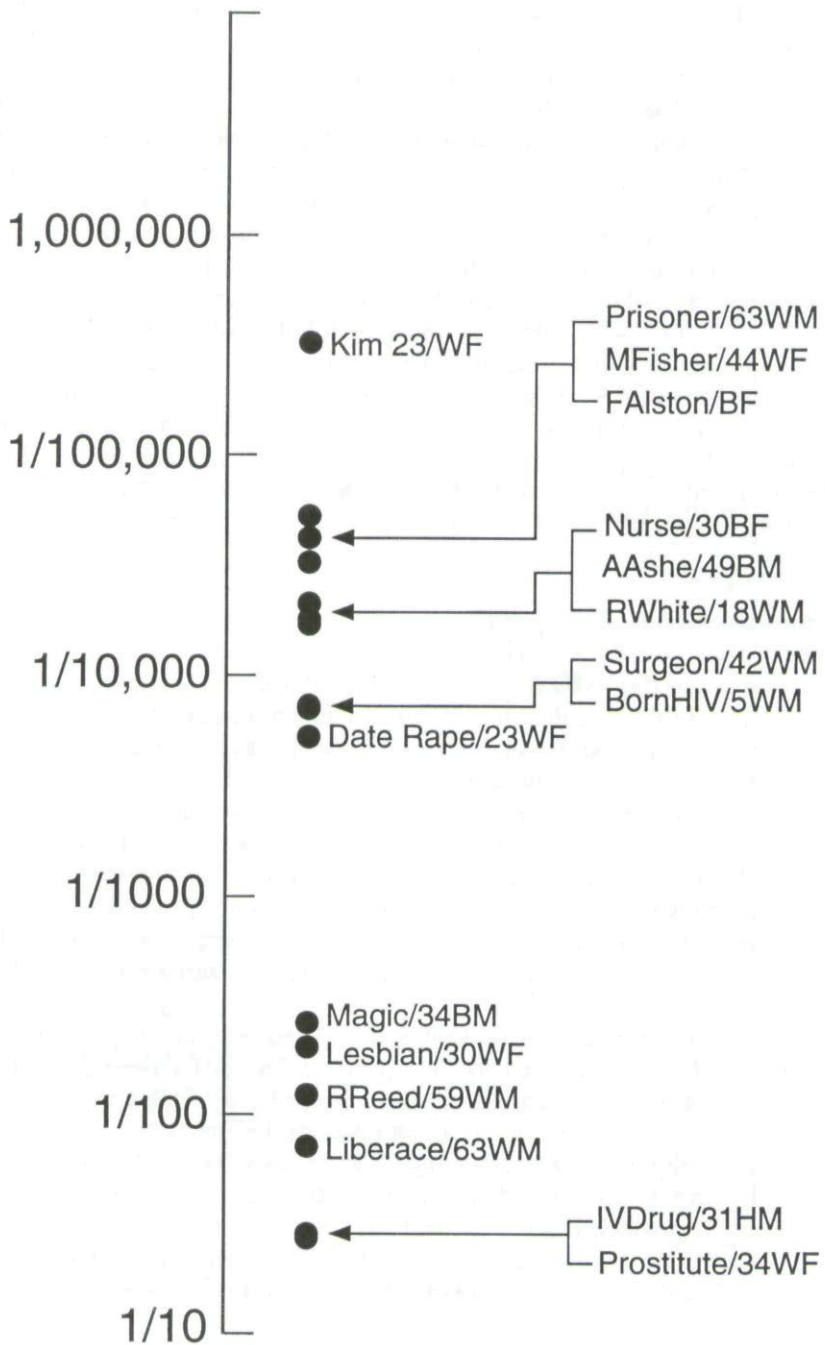 1,000,000
Kim 23/WF
Prisoner/63WM
MFisher/44WF
FAlston/BF
1/100,000
Nurse/30BF
AAshe/49BM
RWhite/18WM
1/10,000
Surgeon/42WM
BornHIV/5WM
Date Rape/23WF
1/1000
Magic/34BM
Lesbian/30WF
RReed/59WM
1/100
Liberace/63WM
IVDrug/31HM
Prostitute/34WF
1/10